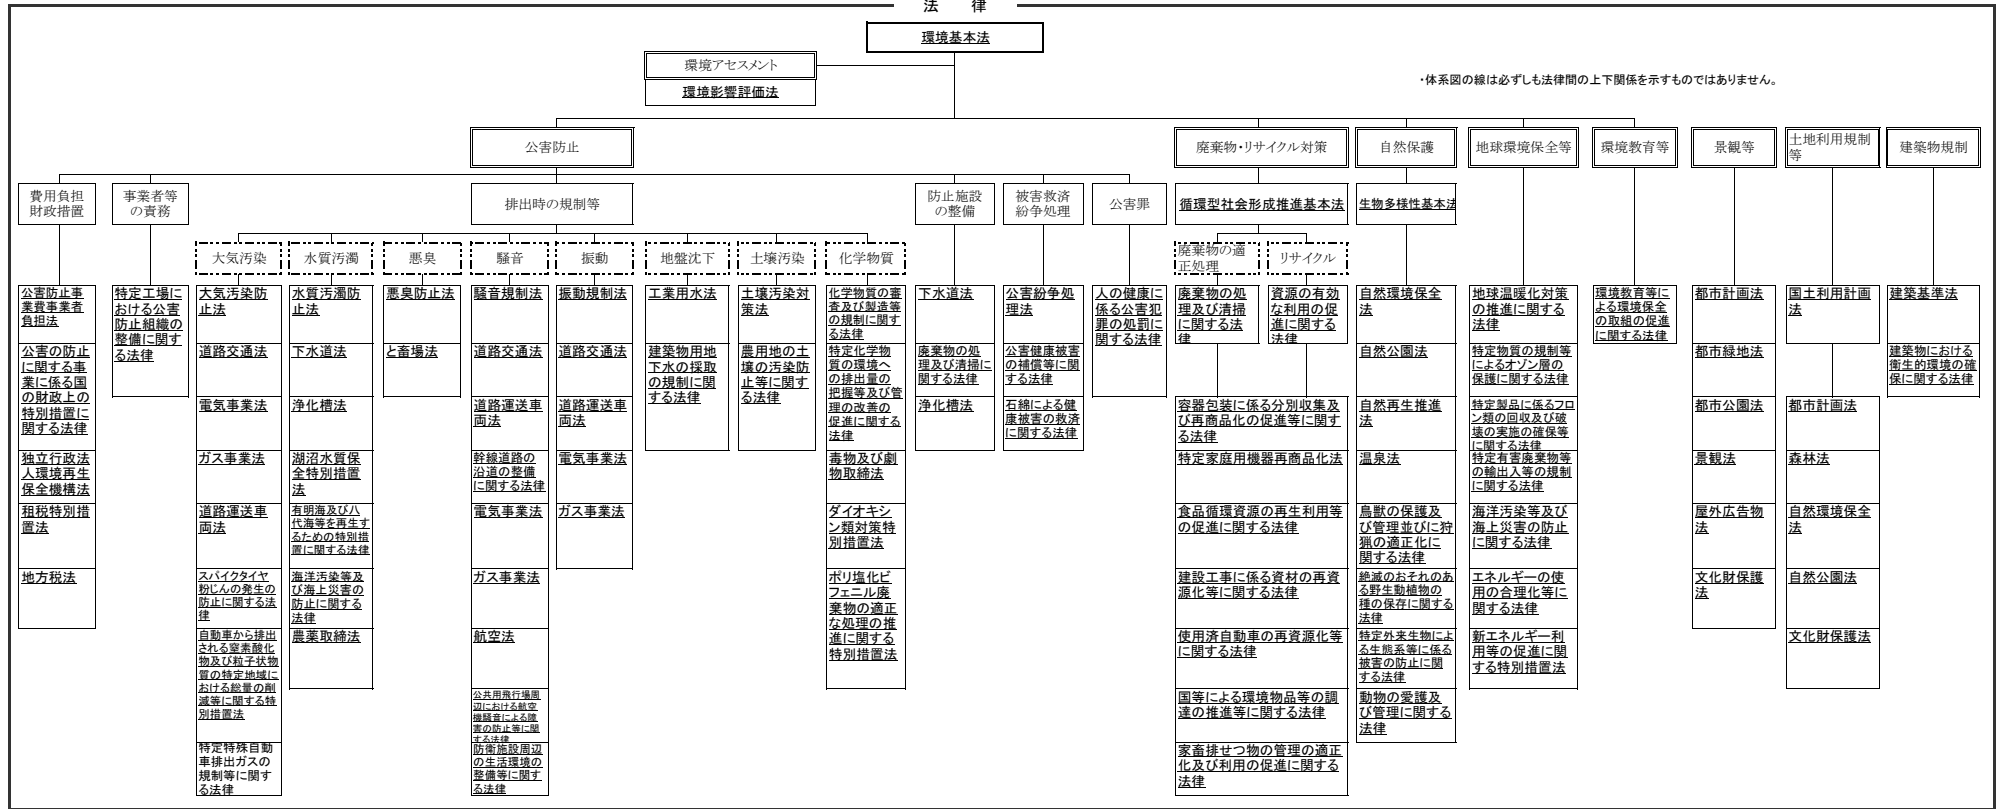 法　律
環境基本法
環境アセスメント
環境影響評価法
・体系図の線は必ずしも法律間の上下関係を示すものではありません。
公害防止
廃棄物・リサイクル対策
自然保護
地球環境保全等
環境教育等
景観等
土地利用規制
等
建築物規制
費用負担
財政措置
事業者等
の責務
排出時の規制等
防止施設
の整備
被害救済
紛争処理
公害罪
循環型社会形成推進基本法
生物多様性基本法
大気汚染
水質汚濁
悪臭
騒音
振動
地盤沈下
土壌汚染
化学物質
廃棄物の適
正処理
リサイクル
公害防止事
業費事業者
負担法
公害の防止
に関する事
業に係る国
の財政上の
特別措置に
関する法律
独立行政法
人環境再生
保全機構法
租税特別措
置法
地方税法
特定工場に
おける公害
防止組織の
整備に関す
る法律
大気汚染防
止法
道路交通法
電気事業法
ガス事業法
道路運送車
両法
スパイクタイヤ
粉じんの発生の
防止に関する法
律
自動車から排出
される窒素酸化
物及び粒子状物
質の特定地域に
おける総量の削
減等に関する特
別措置法
特定特殊自動
車排出ガスの
規制等に関す
る法律
水質汚濁防
止法
下水道法
浄化槽法
湖沼水質保
全特別措置
法
有明海及び八
代海等を再生す
るための特別措
置に関する法律
海洋汚染等及
び海上災害の
防止に関する
法律
農薬取締法
悪臭防止法
と畜場法
騒音規制法
道路交通法
道路運送車
両法
幹線道路の
沿道の整備
に関する法律
電気事業法
ガス事業法
航空法
公共用飛行場周
辺における航空
機騒音による障
害の防止等に関
する法律
防衛施設周辺
の生活環境の
整備等に関す
る法律
振動規制法
道路交通法
道路運送車
両法
電気事業法
ガス事業法
工業用水法
建築物用地
下水の採取
の規制に関
する法律
土壌汚染対
策法
農用地の土
壌の汚染防
止等に関す
る法律
化学物質の審
査及び製造等
の規制に関す
る法律
特定化学物
質の環境へ
の排出量の
把握等及び管
理の改善の
促進に関する
法律
毒物及び劇
物取締法
ダイオキシ
ン類対策特
別措置法
ポリ塩化ビ
フェニル廃
棄物の適正
な処理の推
進に関する
特別措置法
下水道法
廃棄物の処
理及び清掃に
関する法律
浄化槽法
公害紛争処
理法
公害健康被害
の補償等に関
する法律
石綿による健
康被害の救済
に関する法律
人の健康に
係る公害犯
罪の処罰に
関する法律
廃棄物の処
理及び清掃
に関する法
律
資源の有効
な利用の促
進に関する
法律
容器包装に係る分別収集及
び再商品化の促進等に関す
る法律
特定家庭用機器再商品化法
食品循環資源の再生利用等
の促進に関する法律
建設工事に係る資材の再資
源化等に関する法律
使用済自動車の再資源化等
に関する法律
国等による環境物品等の調
達の推進等に関する法律
家畜排せつ物の管理の適正
化及び利用の促進に関する
法律
自然環境保全
法
自然公園法
自然再生推進
法
温泉法
鳥獣の保護及
び管理並びに狩
猟の適正化に
関する法律
絶滅のおそれのあ
る野生動植物の
種の保存に関する
法律
特定外来生物によ
る生態系等に係る
被害の防止に関
する法律
動物の愛護及
び管理に関する
法律
地球温暖化対策
の推進に関する
法律
特定物質の規制等
によるオゾン層の
保護に関する法律
特定製品に係るフロ
ン類の回収及び破
壊の実施の確保等
に関する法律
特定有害廃棄物等
の輸出入等の規制
に関する法律
海洋汚染等及び
海上災害の防止
に関する法律
エネルギーの使
用の合理化等に
関する法律
新エネルギー利
用等の促進に関
する特別措置法
環境教育等に
よる環境保全
の取組の促進
に関する法律
都市計画法
都市緑地法
都市公園法
景観法
屋外広告物
法
文化財保護
法
国土利用計画
法
都市計画法
森林法
自然環境保全
法
自然公園法
文化財保護法
建築基準法
建築物における
衛生的環境の確
保に関する法律